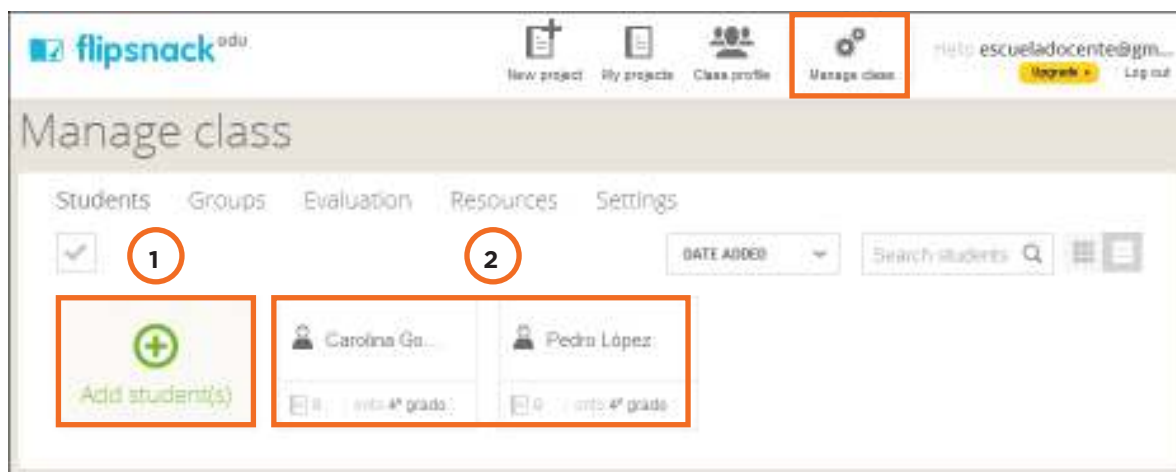 flipsnack edu
New project My projects Class profile Manage class
Hello escueladocente@gm...
Upgrade Log out
Manage class
Students Groups Evaluation Resources Settings
1 2
DATE ADDED Search students
Add student(s)
Carolina Go... Pedro López
4º grado 4º grado